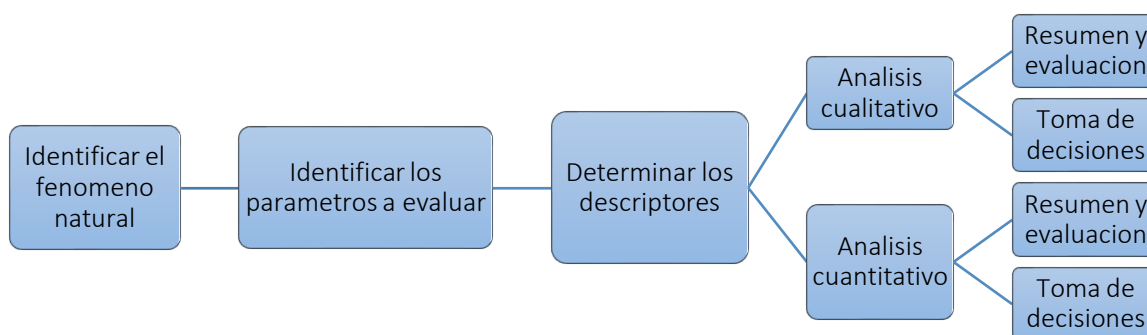 Identificar el
fenomeno
natural
Identificar los
parametros a evaluar
Determinar los
descriptores
Analisis
cualitativo
Resumen y
evaluacion
Toma de
decisiones
Analisis
cuantitativo
Resumen y
evaluacion
Toma de
decisiones